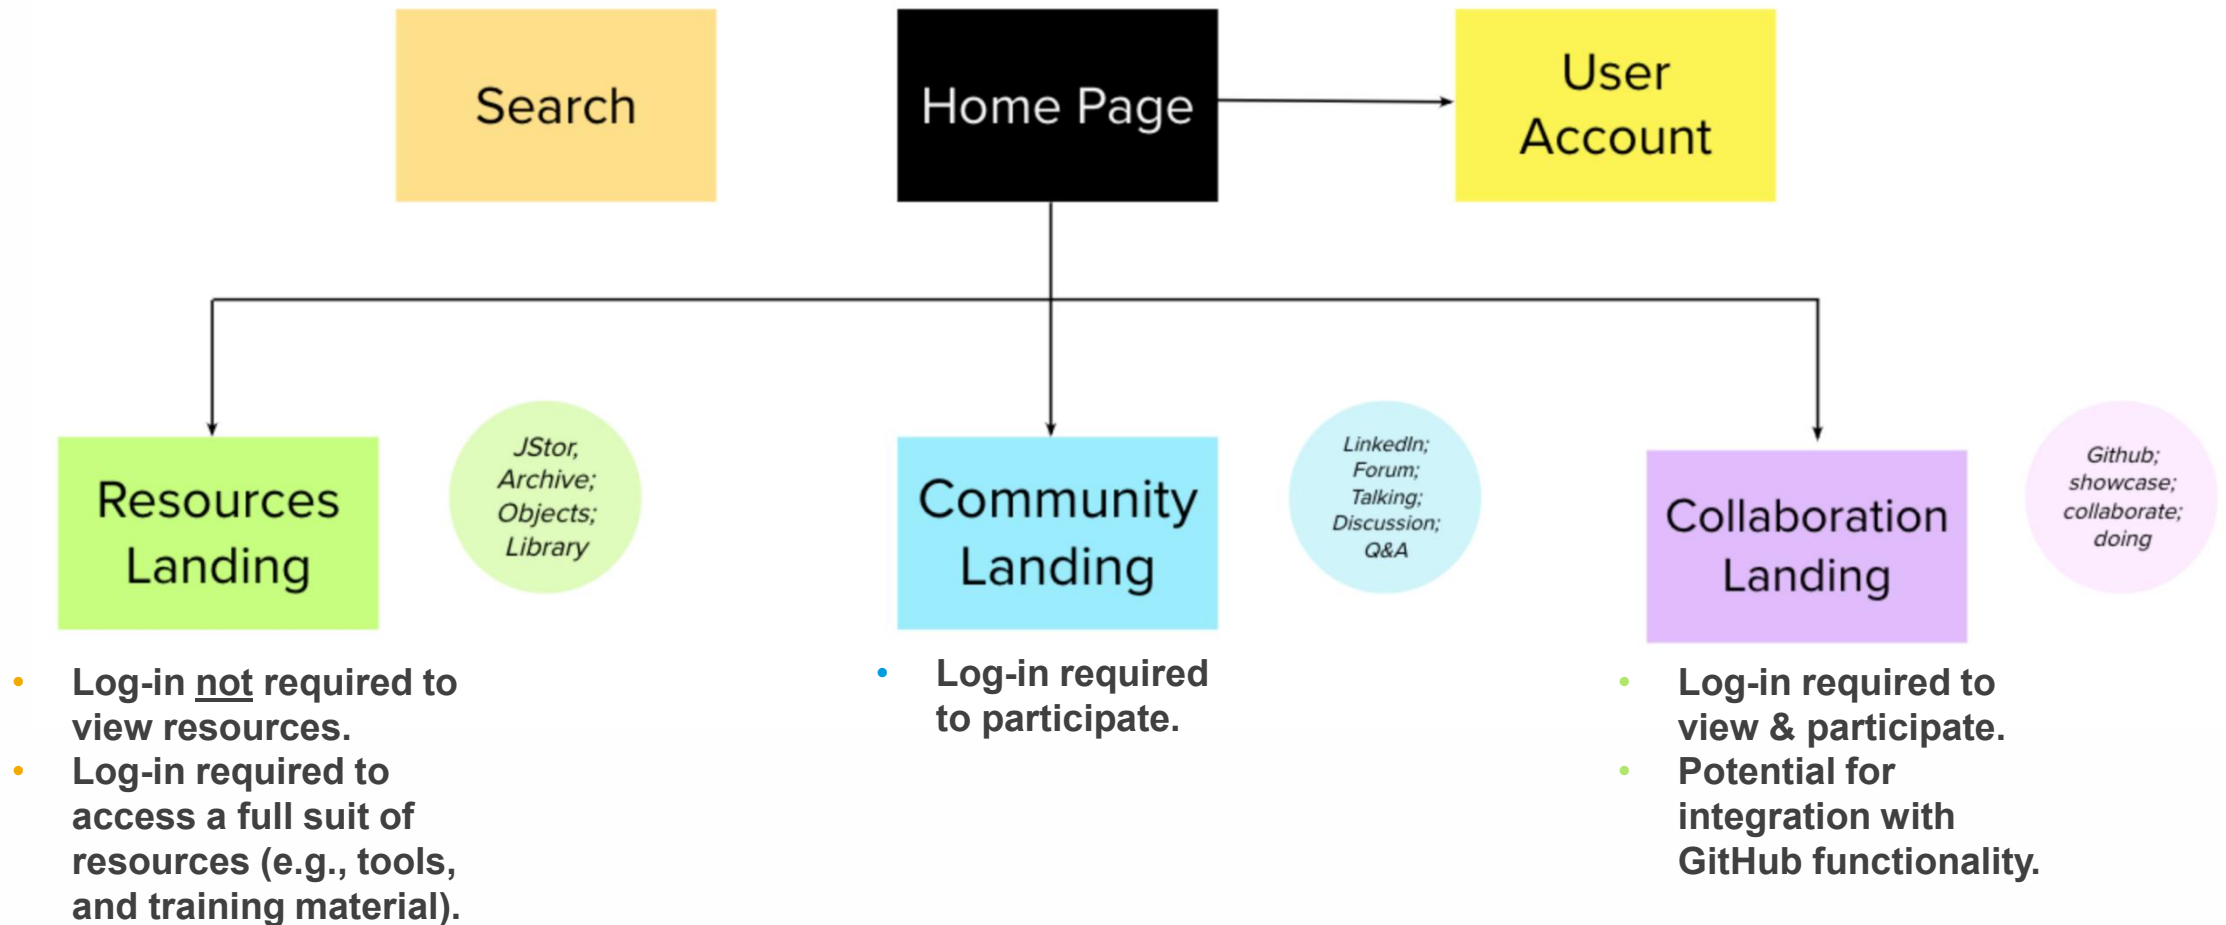 Search
Home Page
User
Account
Resources
Landing
JStor,
Archive;
Objects;
Library
Community
Landing
LinkedIn;
Forum;
Talking;
Discussion;
Q&A
Collaboration
Landing
Github;
showcase;
collaborate;
doing
• Log-in not required to
view resources.
• Log-in required to
access a full suit of
resources (e.g., tools,
and training material).
• Log-in required
to participate.
• Log-in required to
view & participate.
• Potential for
integration with
GitHub functionality.